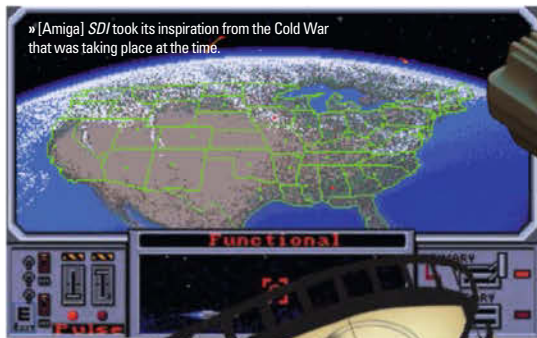 »[Amiga] SDI took its inspiration from the Cold War
that was taking place at the time.
Functional
E
Pulse